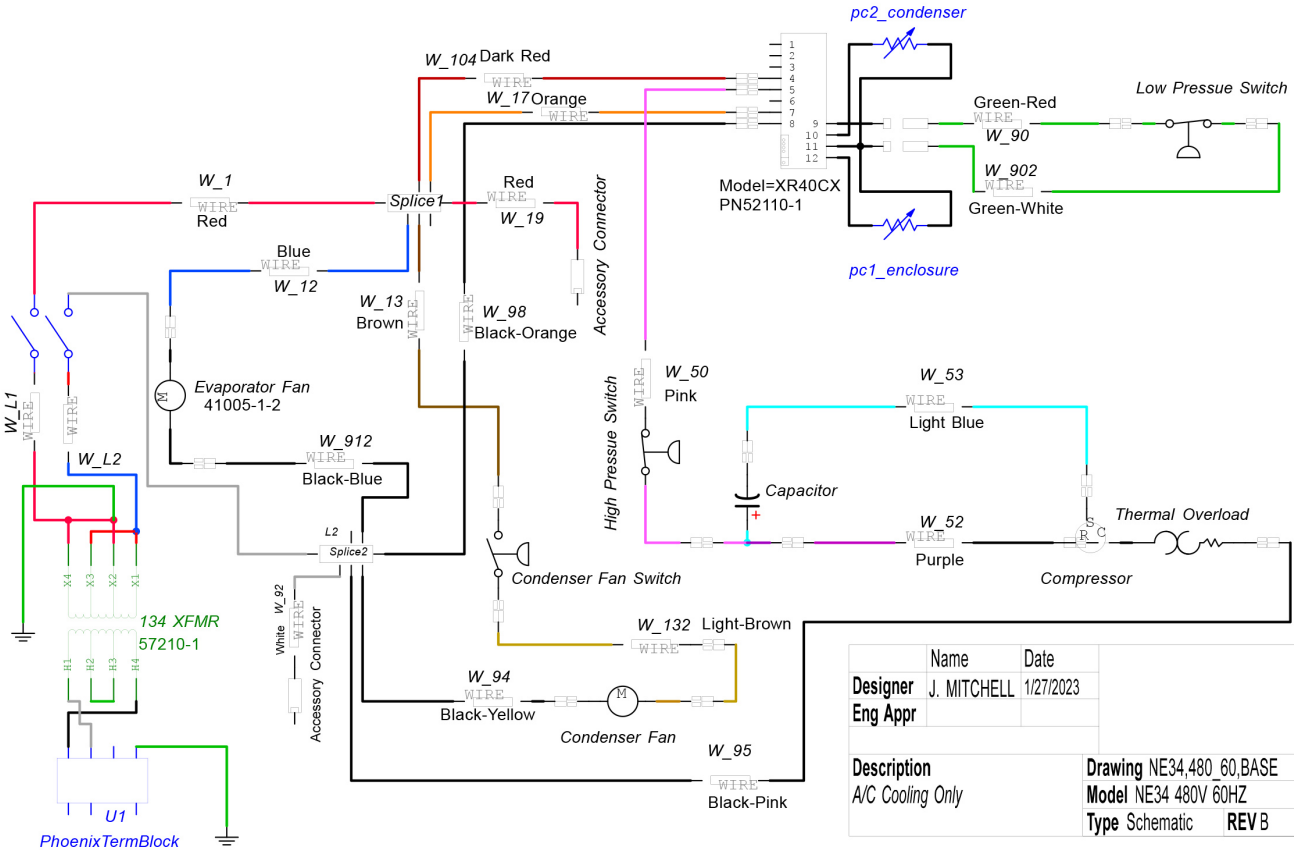 pc2_condenser
W_104 Dark Red
WIRE
W_17 Orange
WIRE
1
2
3
4
5
6
7
8
9
10
11
12
Model=XR40CX
PN52110-1
Green-Red
WIRE
W_90
Low Pressue Switch
W_902
WIRE
Green-White
pc1_enclosure
W_1
WIRE
Red
Splice1
Red
WIRE
W_19
Accessory Connector
Blue
WIRE
W_12
W_13
Brown
WIRE
W_98
WIRE
Black-Orange
W_L1
WIRE
WIRE
W_L2
M
Evaporator Fan
41005-1-2
W_912
WIRE
Black-Blue
High Pressue Switch
WIRE
W_50
Pink
W_53
WIRE
Light Blue
Capacitor
+
W_52
WIRE
Purple
S
R
C
Compressor
Thermal Overload
L2
Splice2
Condenser Fan Switch
X4
X3
X2
X1
134 XFMR
57210-1
H1
H2
H3
H4
White
W_92
WIRE
Accessory Connector
W_132
WIRE
Light-Brown
W_94
WIRE
Black-Yellow
M
Condenser Fan
W_95
WIRE
Black-Pink
U1
PhoenixTermBlock
Name Date
Designer J. MITCHELL 1/27/2023
Eng Appr
Description
A/C Cooling Only
Drawing NE34,480_60,BASE
Model NE34 480V 60HZ
Type Schematic REV B